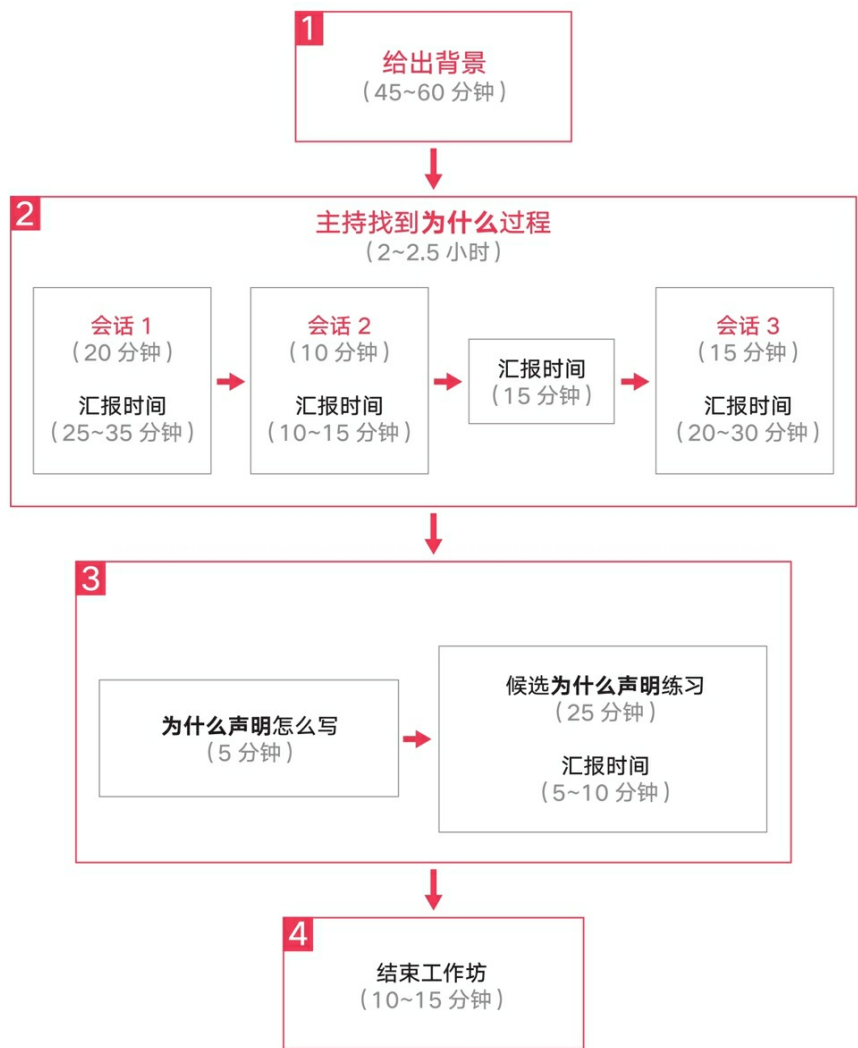 1
给出背景
（45~60 分钟）
2
主持找到为什么过程
（2~2.5 小时）
会话 1
（20 分钟）
汇报时间
（25~35 分钟）
会话 2
（10 分钟）
汇报时间
（10~15 分钟）
汇报时间
（15 分钟）
会话 3
（15 分钟）
汇报时间
（20~30 分钟）
3
为什么声明怎么写
（5 分钟）
候选为什么声明练习
（25 分钟）
汇报时间
（5~10 分钟）
4
结束工作坊
（10~15 分钟）